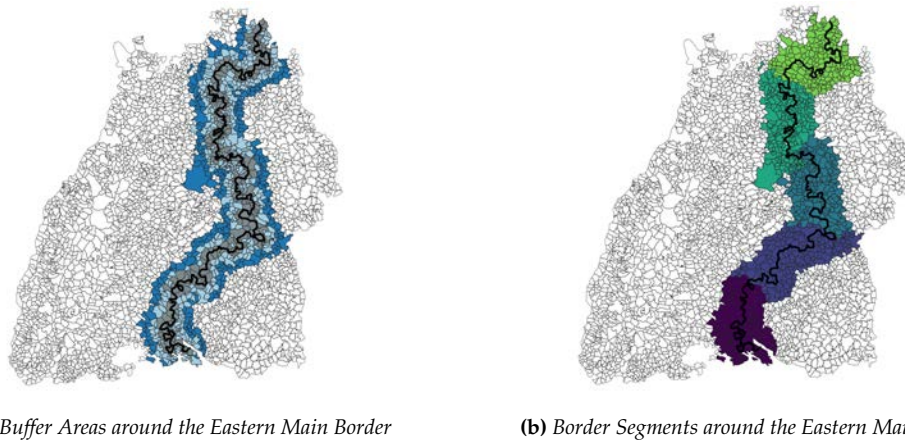 Buffer Areas around the Eastern Main Border
(b) Border Segments around the Eastern Mai